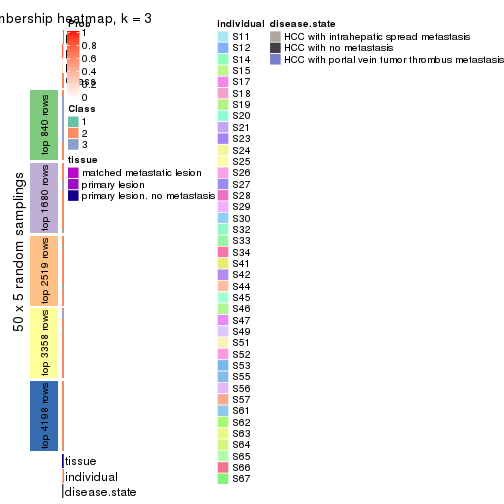 nbership heatmap, k = 3
Prob
1
0.8
0.6
0.4
0.2
0
Class
1
2
3
tissue
matched metastatic lesion
primary lesion
primary lesion. no metastasis
individual
S11
S12
S14
S15
S17
S18
S19
S20
S21
S23
S24
S25
S26
S27
S28
S29
S30
S32
S33
S34
S41
S42
S44
S45
S46
S47
S49
S51
S52
S53
S55
S56
S57
S61
S62
S63
S64
S65
S66
S67
disease.state
HCC with intrahepatic spread metastasis
HCC with no metastasis
HCC with portal vein tumor thrombus metastasis
50 x 5 random samplings
top 840 rows
top 1680 rows
top 2519 rows
top 3358 rows
top 4198 rows
tissue
individual
disease.state